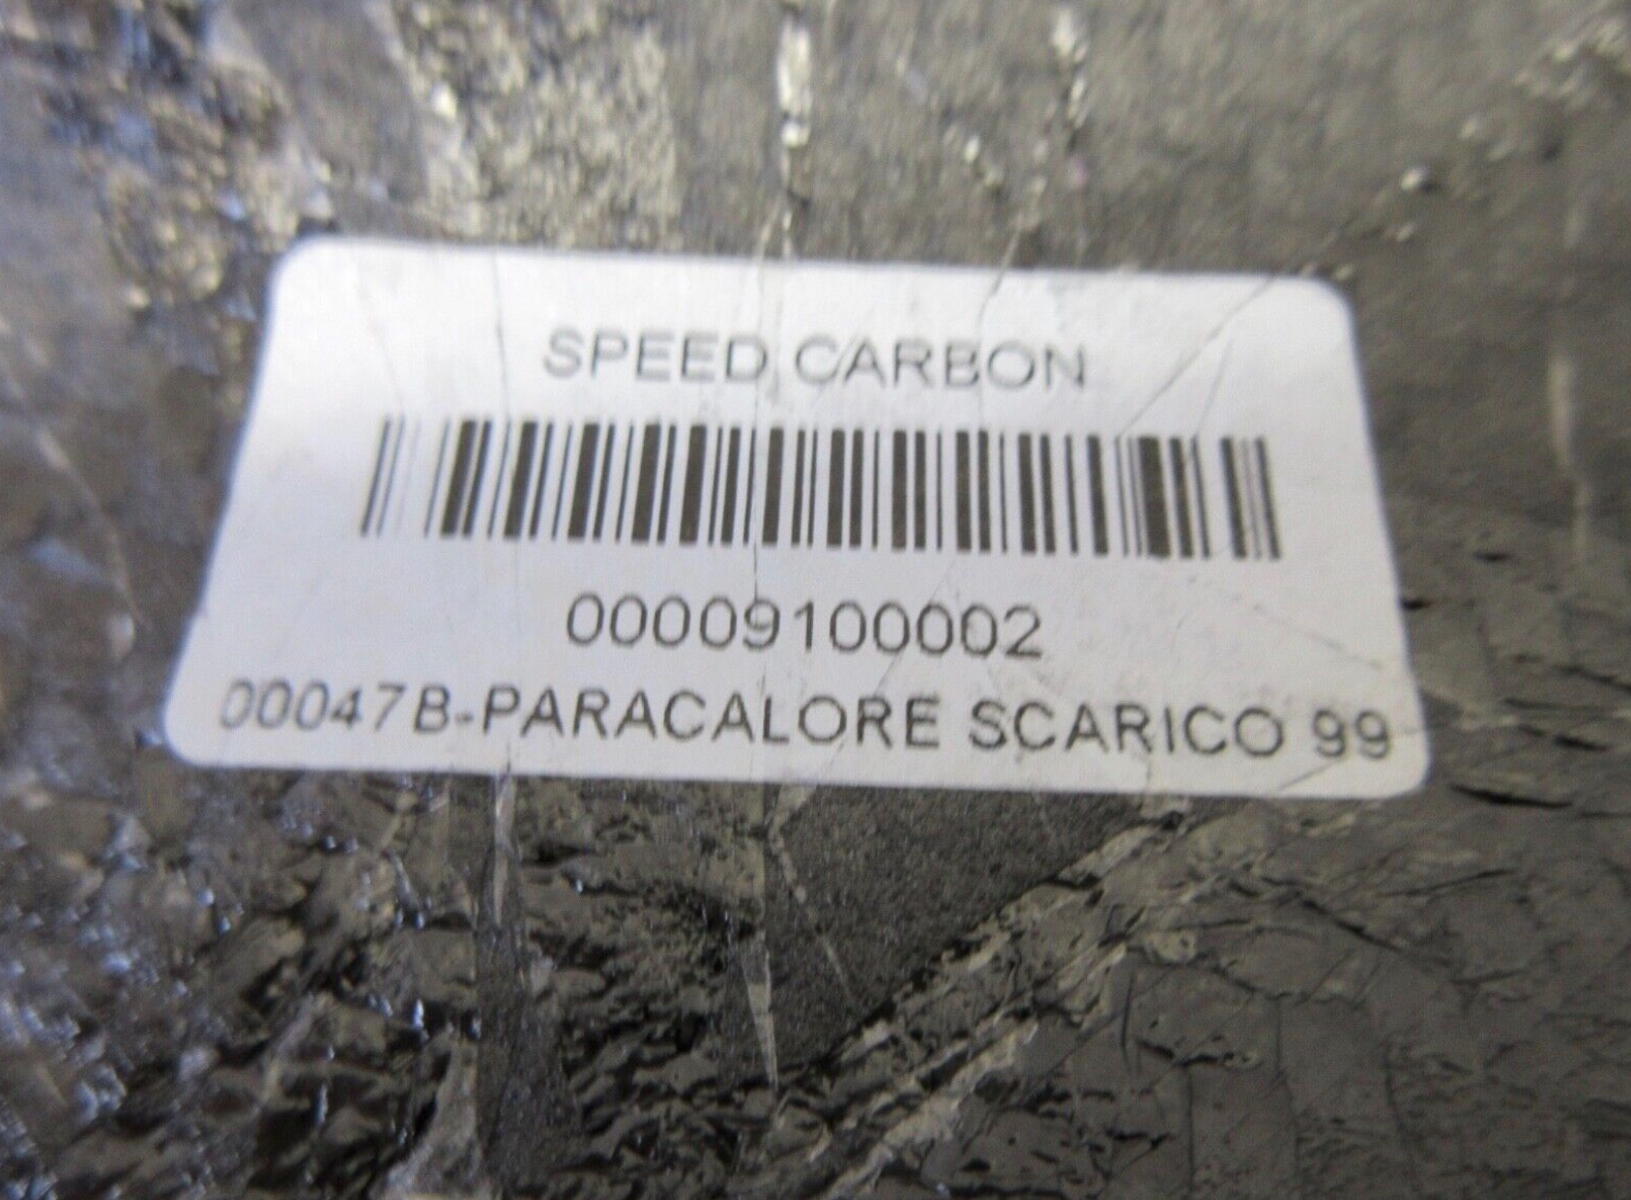 SPEED CARBON
00009100002
00047B-PARACALORE SCARICO 99